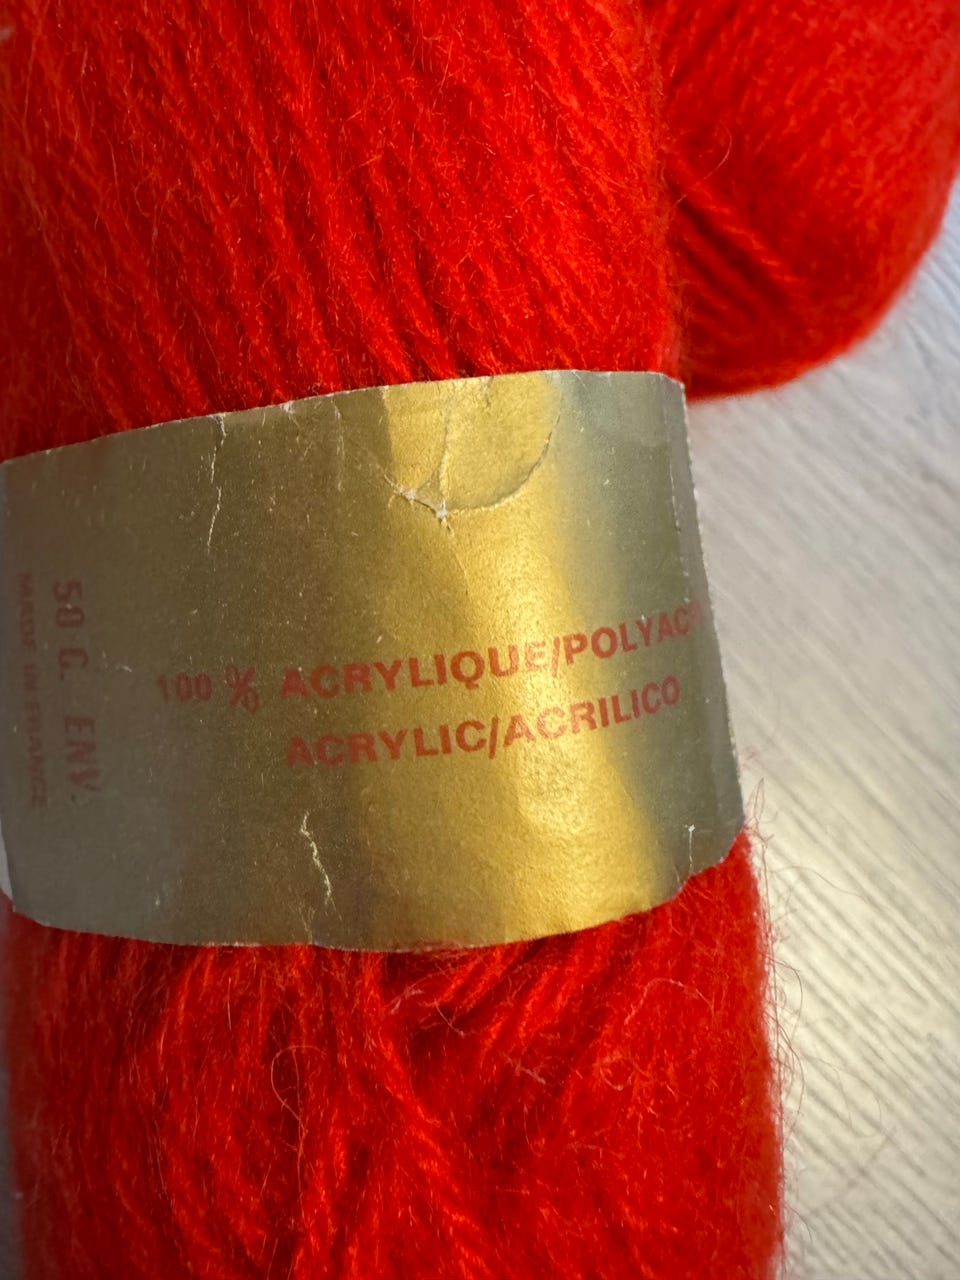 100 % ACRYLIQUE/POLYAC
ACRYLIC/ACRILICO
50 G. ENV.
MADE IN FRANCE